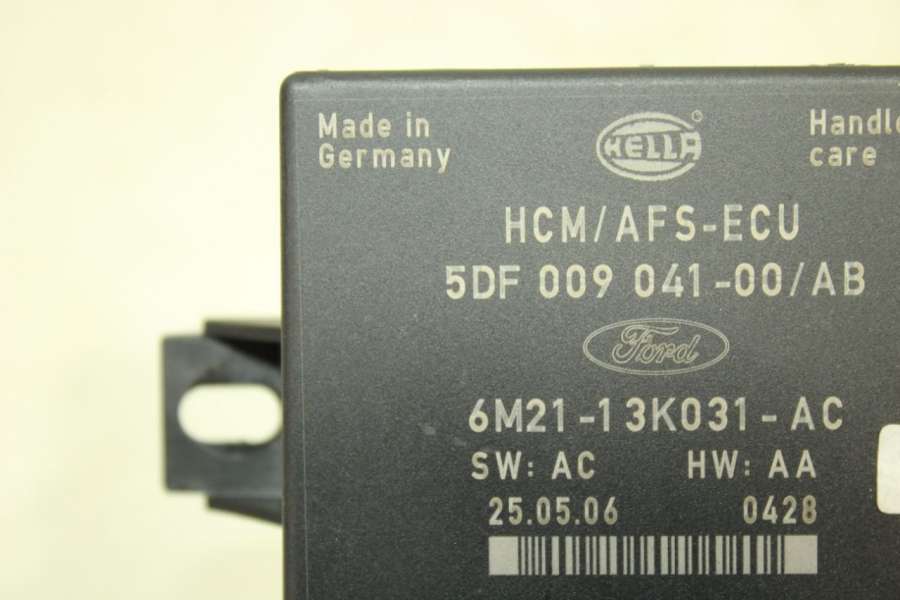 Made in
Germany
HELLA
®
care
HCM/AFS-ECU
5DF 009 041-00/AB
Ford
6M21-13K031-AC
SW: AC HW: AA
25.05.06 0428